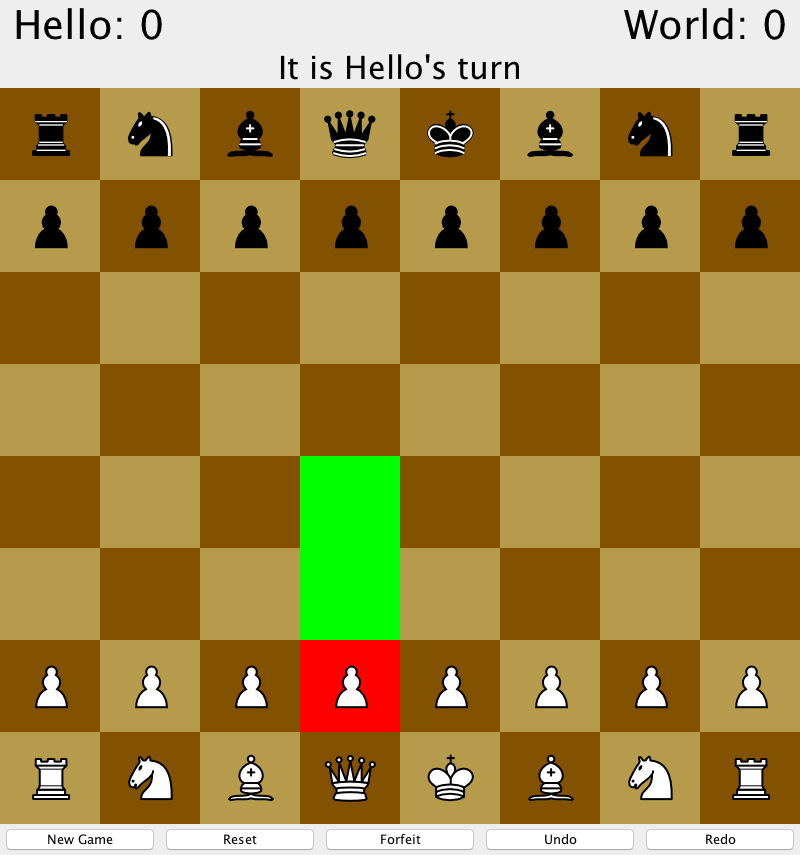 Hello: 0 World: 0
It is Hello's turn
New Game Reset Forfeit Undo Redo